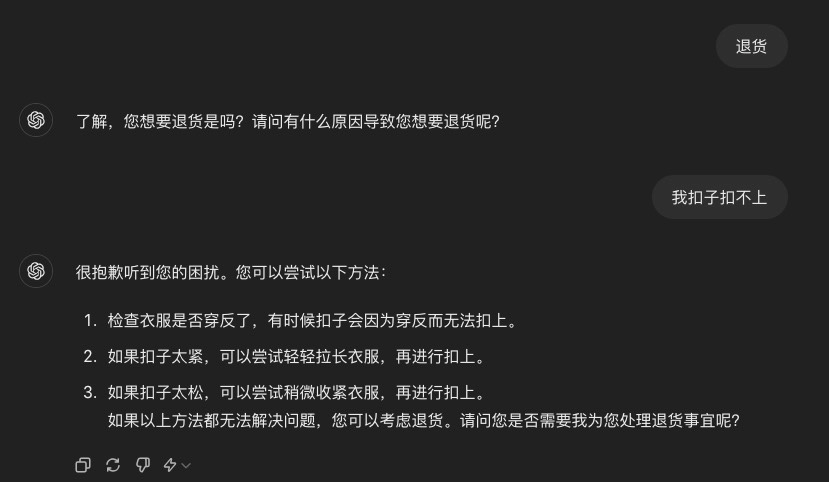 退货
了解，您想要退货是吗？请问有什么原因导致您想要退货呢？
我扣子扣不上
很抱歉听到您的困扰。您可以尝试以下方法：
1. 检查衣服是否穿反了，有时候扣子会因为穿反而无法扣上。
2. 如果扣子太紧，可以尝试轻轻拉长衣服，再进行扣上。
3. 如果扣子太松，可以尝试稍微收紧衣服，再进行扣上。
如果以上方法都无法解决问题，您可以考虑退货。请问您是否需要我为您处理退货事宜呢？